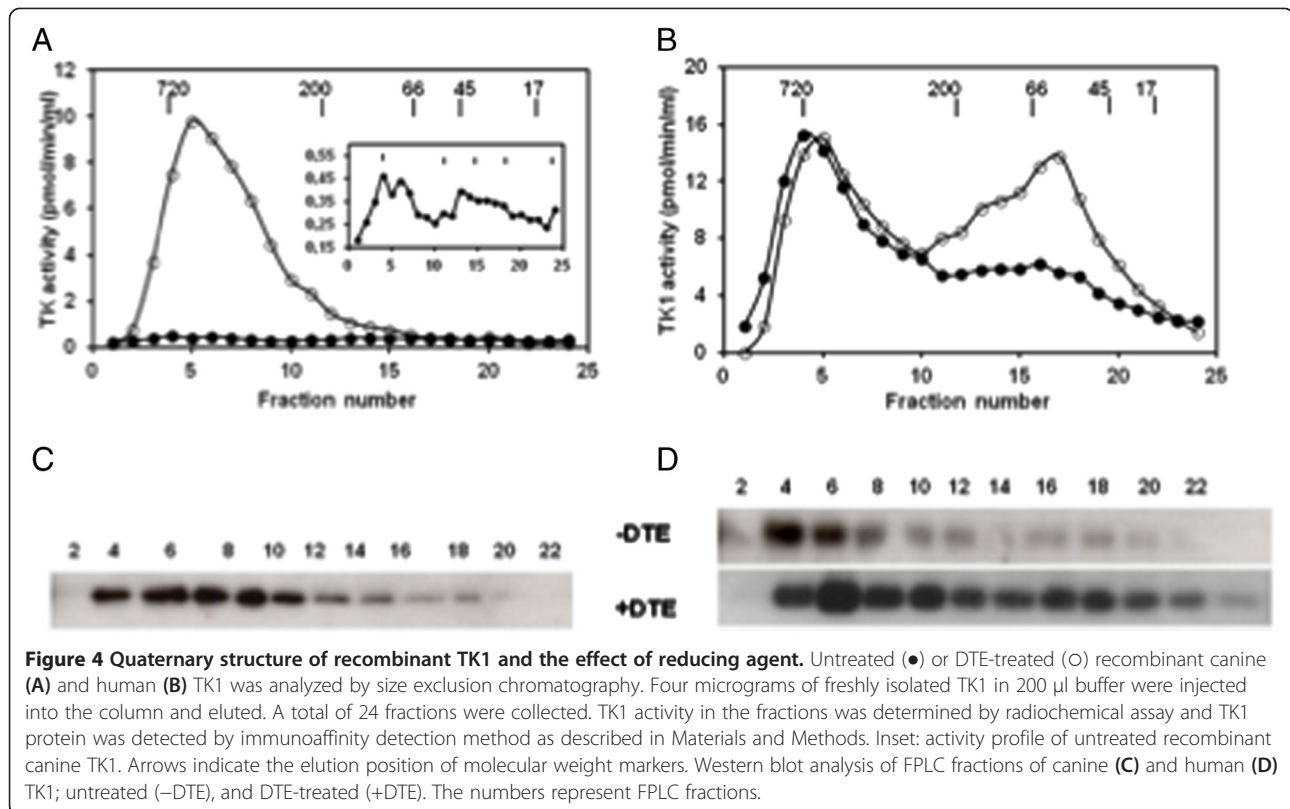 A
B
12
10
8
6
4
2
0
TK activity (pmol/min/ml)
720 200 66 45 17
0,55
0,45
0,35
0,25
0,15
0 5 10 15 20 25
0 5 10 15 20 25
Fraction number
20
16
12
8
4
0
TK1 activity (pmol/min/ml)
720 200 66 45 17
0 5 10 15 20 25
Fraction number
C
2 4 6 8 10 12 14 16 18 20 22
D
2 4 6 8 10 12 14 16 18 20 22
-DTE
+DTE
Figure 4 Quaternary structure of recombinant TK1 and the effect of reducing agent. Untreated (●) or DTE-treated (○) recombinant canine
(A) and human (B) TK1 was analyzed by size exclusion chromatography. Four micrograms of freshly isolated TK1 in 200 μl buffer were injected
into the column and eluted. A total of 24 fractions were collected. TK1 activity in the fractions was determined by radiochemical assay and TK1
protein was detected by immunoaffinity detection method as described in Materials and Methods. Inset: activity profile of untreated recombinant
canine TK1. Arrows indicate the elution position of molecular weight markers. Western blot analysis of FPLC fractions of canine (C) and human (D)
TK1; untreated (−DTE), and DTE-treated (+DTE). The numbers represent FPLC fractions.